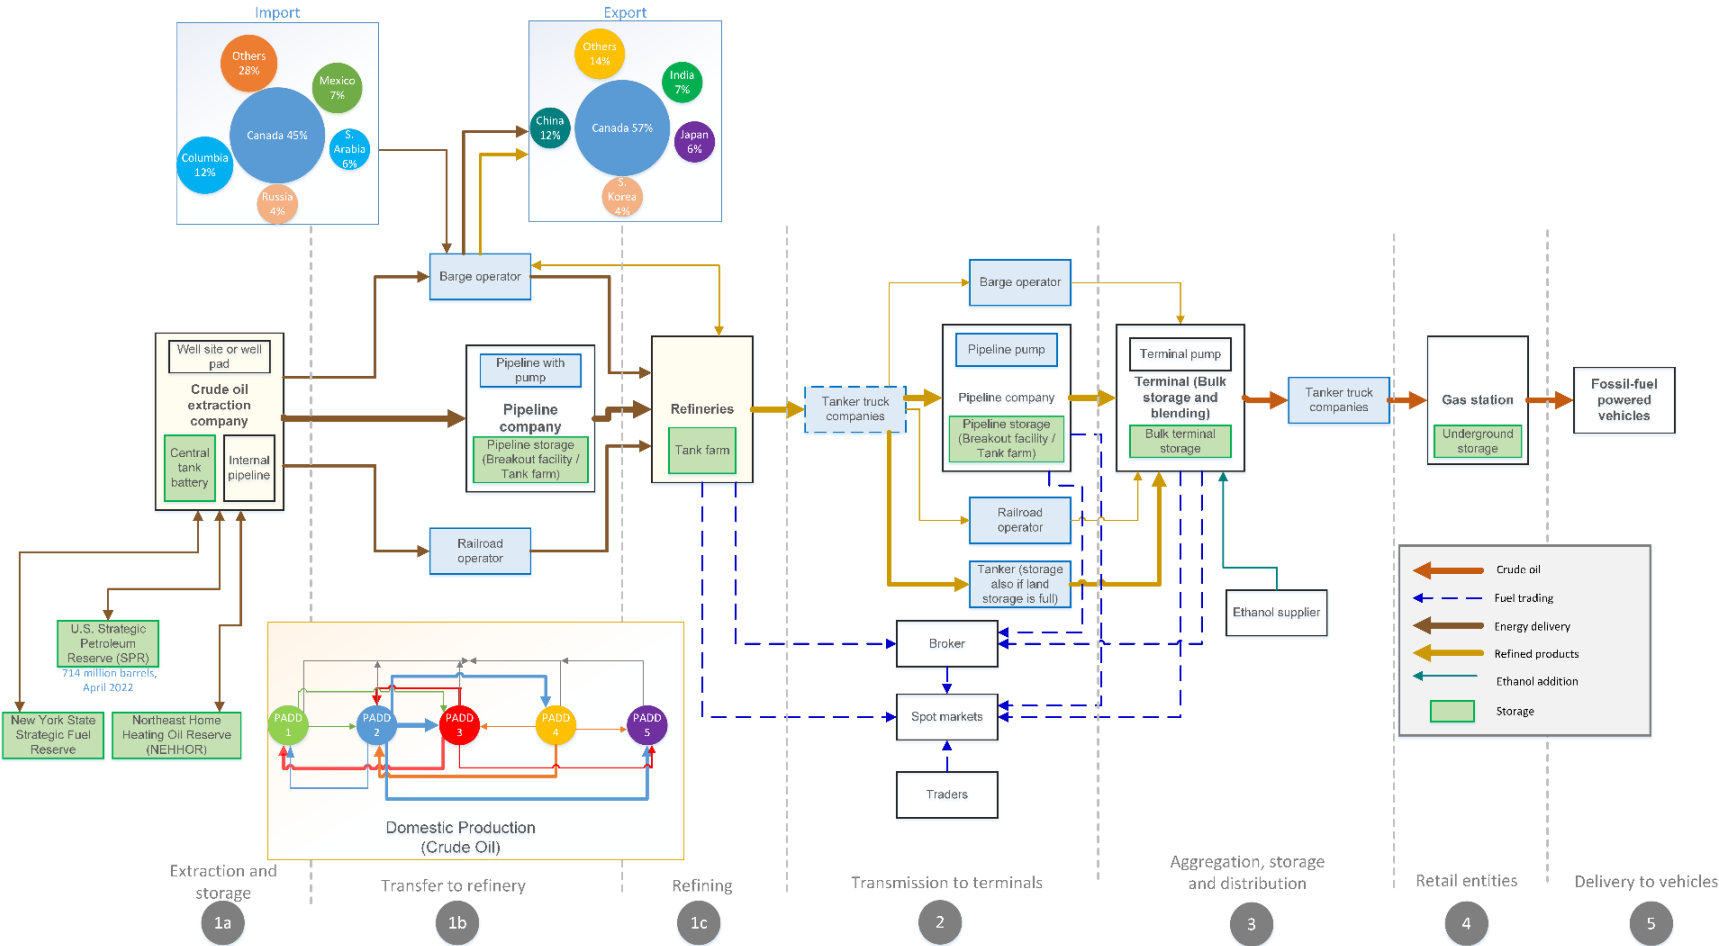 Import
Export
Others
28%
Mexico
7%
Canada 45%
S.
Arabia
6%
Columbia
12%
Russia
4%
Others
14%
India
7%
China
12%
Canada 57%
Japan
6%
S.
Korea
4%
Barge operator
Well site or well
pad
Crude oil
extraction
company
Central
tank
battery
Internal
pipeline
Pipeline with
pump
Pipeline
company
Pipeline storage
(Breakout facility /
Tank farm)
Railroad
operator
Refineries
Tank farm
Tanker truck
companies
Barge operator
Pipeline pump
Pipeline company
Pipeline storage
(Breakout facility /
Tank farm)
Railroad
operator
Tanker (storage
also if land
storage is full)
Terminal pump
Terminal (Bulk
storage and
blending)
Bulk terminal
storage
Tanker truck
companies
Gas station
Underground
storage
Fossil-fuel
powered
vehicles
Ethanol supplier
Broker
Spot markets
Traders
U.S. Strategic
Petroleum
Reserve (SPR)
714 million barrels,
April 2022
New York State
Strategic Fuel
Reserve
Northeast Home
Heating Oil Reserve
(NEHHOR)
PADD
1
PADD
2
PADD
3
PADD
4
PADD
5
Domestic Production
(Crude Oil)
Crude oil
Fuel trading
Energy delivery
Refined products
Ethanol addition
Storage
Extraction and
storage
Transfer to refinery
Refining
Transmission to terminals
Aggregation, storage
and distribution
Retail entities
Delivery to vehicles
1a
1b
1c
2
3
4
5